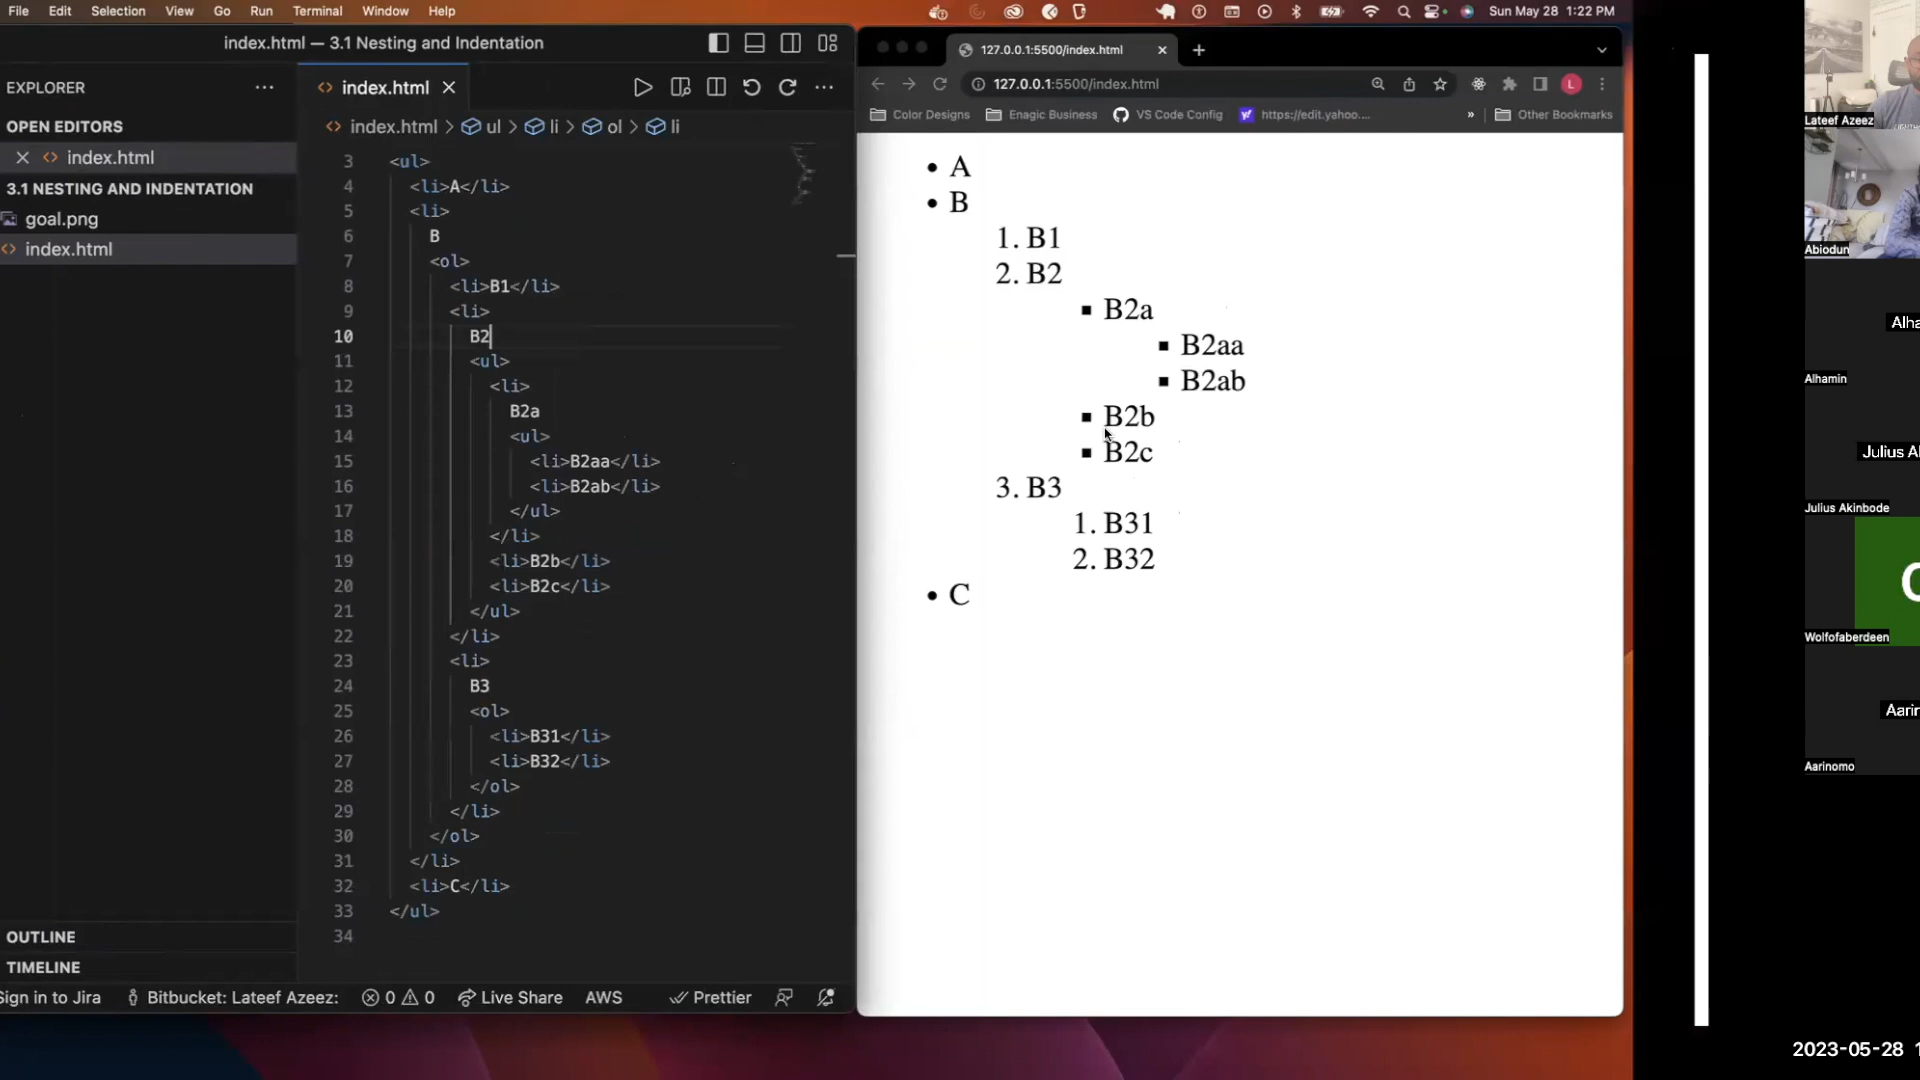 File Edit Selection View Go Run Terminal Window Help
Sun May 28 1:22 PM
index.html — 3.1 Nesting and Indentation
EXPLORER
OPEN EDITORS
index.html
3.1 NESTING AND INDENTATION
goal.png
index.html
OUTLINE
TIMELINE
index.html
index.html > ul > li > ol > li
3 <ul>
4 <li>A</li>
5 <li>
6 B
7 <ol>
8 <li>B1</li>
9 <li>
10 B2
11 <ul>
12 <li>
13 B2a
14 <ul>
15 <li>B2aa</li>
16 <li>B2ab</li>
17 </ul>
18 </li>
19 <li>B2b</li>
20 <li>B2c</li>
21 </ul>
22 </li>
23 <li>
24 B3
25 <ol>
26 <li>B31</li>
27 <li>B32</li>
28 </ol>
29 </li>
30 </ol>
31 </li>
32 <li>C</li>
33 </ul>
34
Sign in to Jira Bitbucket: Lateef Azeez: 0 0 Live Share AWS Prettier
127.0.0.1:5500/index.html
127.0.0.1:5500/index.html
L
Color Designs Enagic Business VS Code Config https://edit.yahoo.... » Other Bookmarks
• A
• B
1. B1
2. B2
▪ B2a
▪ B2aa
▪ B2ab
▪ B2b
▪ B2c
3. B3
1. B31
2. B32
• C
Lateef Azeez
Abiodun
Alha
Alhamin
Julius A
Julius Akinbode
Wolfofaberdeen
Aarin
Aarinomo
2023-05-28 1